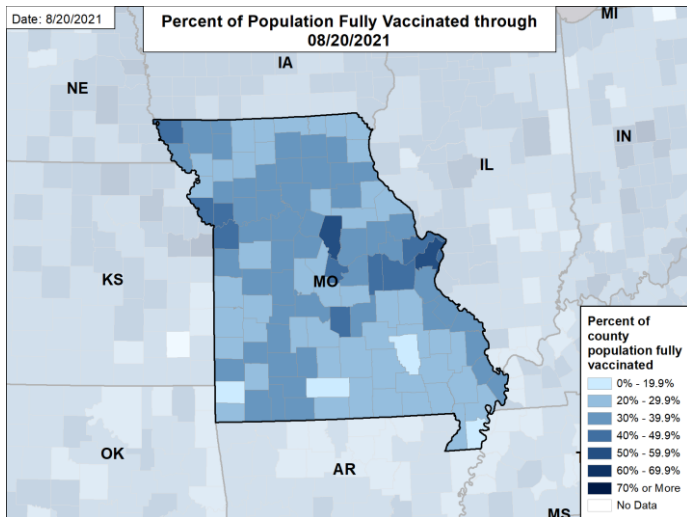 Date: 8/20/2021
Percent of Population Fully Vaccinated through
08/20/2021
MI
IA
NE
IN
IL
KS
MO
Percent of
county
population fully
vaccinated
0% - 19.9%
20% - 29.9%
30% - 39.9%
40% - 49.9%
50% - 59.9%
60% - 69.9%
70% or More
No Data
OK
AR
MS